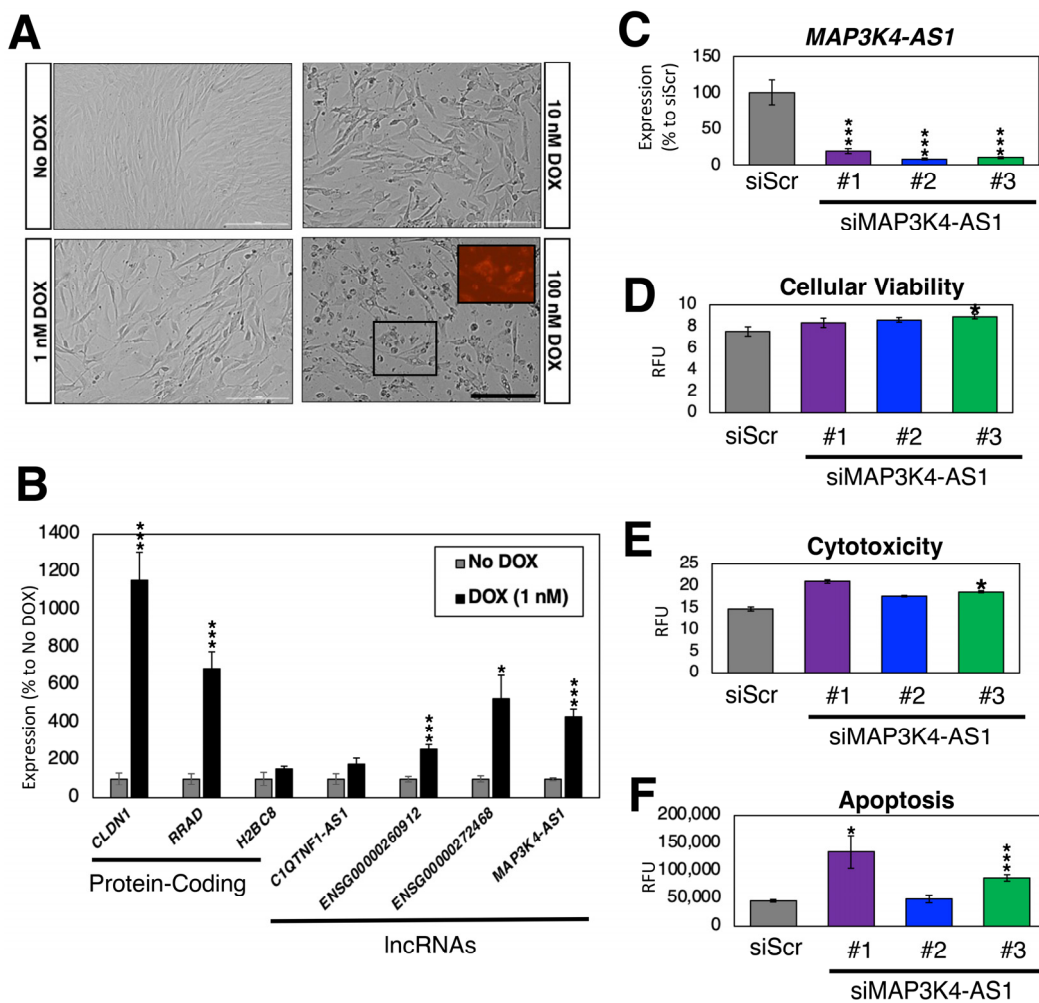 A
No DOX
10 nM DOX
1 nM DOX
100 nM DOX
B
Expression (% to No DOX)
1400
1200
1000
800
600
400
200
0
No DOX
DOX (1 nM)
***
***
***
*
***
CLDN1
RRAD
H2BC8
C1QTNF1-AS1
ENSG00000260912
ENSG00000272468
MAP3K4-AS1
Protein-Coding
lncRNAs
C
MAP3K4-AS1
Expression
(% to siScr)
150
100
50
0
***
***
***
siScr
#1
#2
#3
siMAP3K4-AS1
D
Cellular Viability
RFU
10
8
6
4
2
0
*
siScr
#1
#2
#3
siMAP3K4-AS1
E
Cytotoxicity
RFU
25
20
15
10
5
0
*
siScr
#1
#2
#3
siMAP3K4-AS1
F
Apoptosis
RFU
200,000
150,000
100,000
50,000
0
*
***
siScr
#1
#2
#3
siMAP3K4-AS1